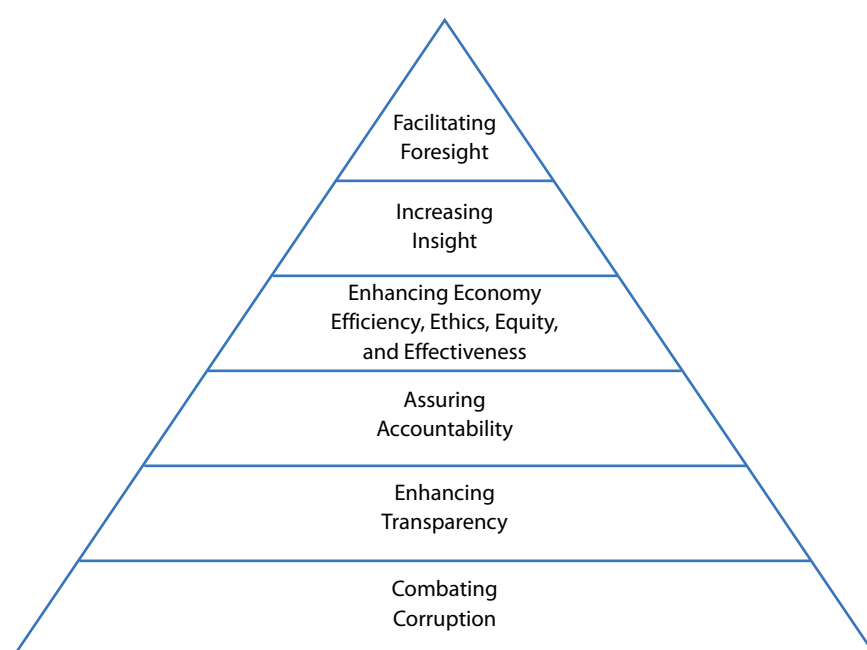 Facilitating
Foresight
Increasing
Insight
Enhancing Economy
Efficiency, Ethics, Equity,
and Effectiveness
Assuring
Accountability
Enhancing
Transparency
Combating
Corruption